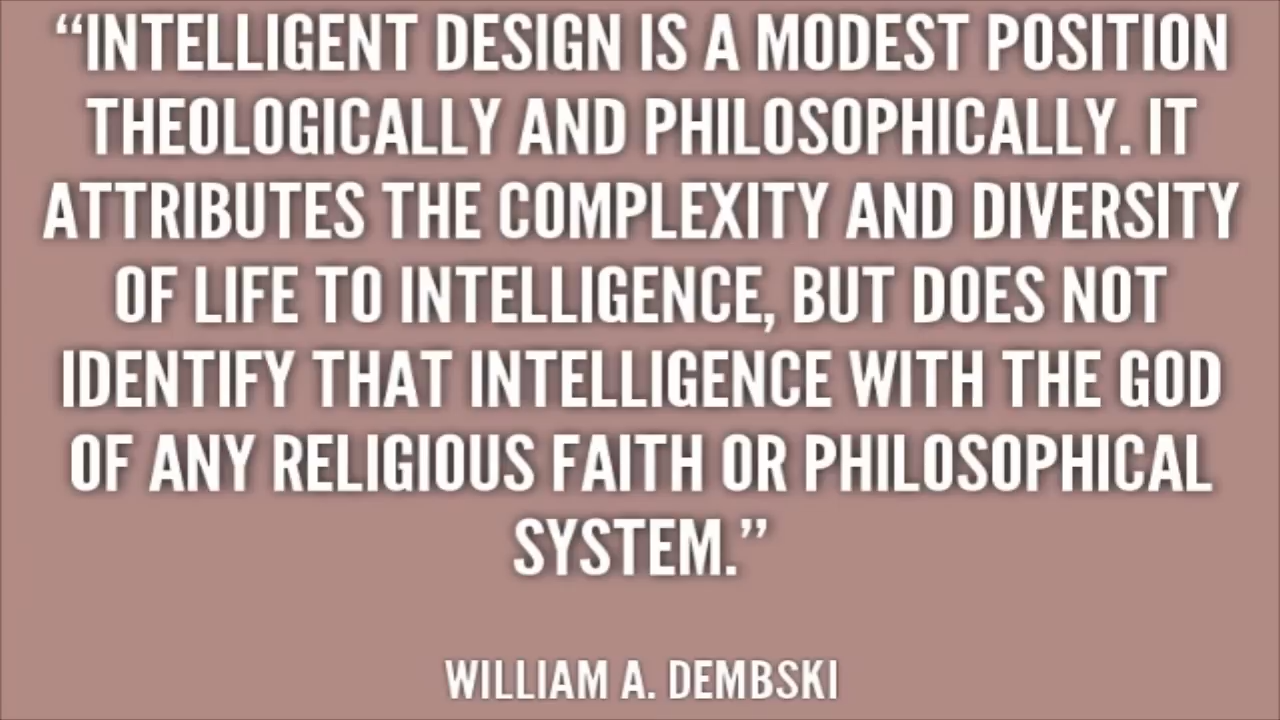 “INTELLIGENT DESIGN IS A MODEST POSITION
THEOLOGICALLY AND PHILOSOPHICALLY. IT
ATTRIBUTES THE COMPLEXITY AND DIVERSITY
OF LIFE TO INTELLIGENCE, BUT DOES NOT
IDENTIFY THAT INTELLIGENCE WITH THE GOD
OF ANY RELIGIOUS FAITH OR PHILOSOPHICAL
SYSTEM.”
WILLIAM A. DEMBSKI